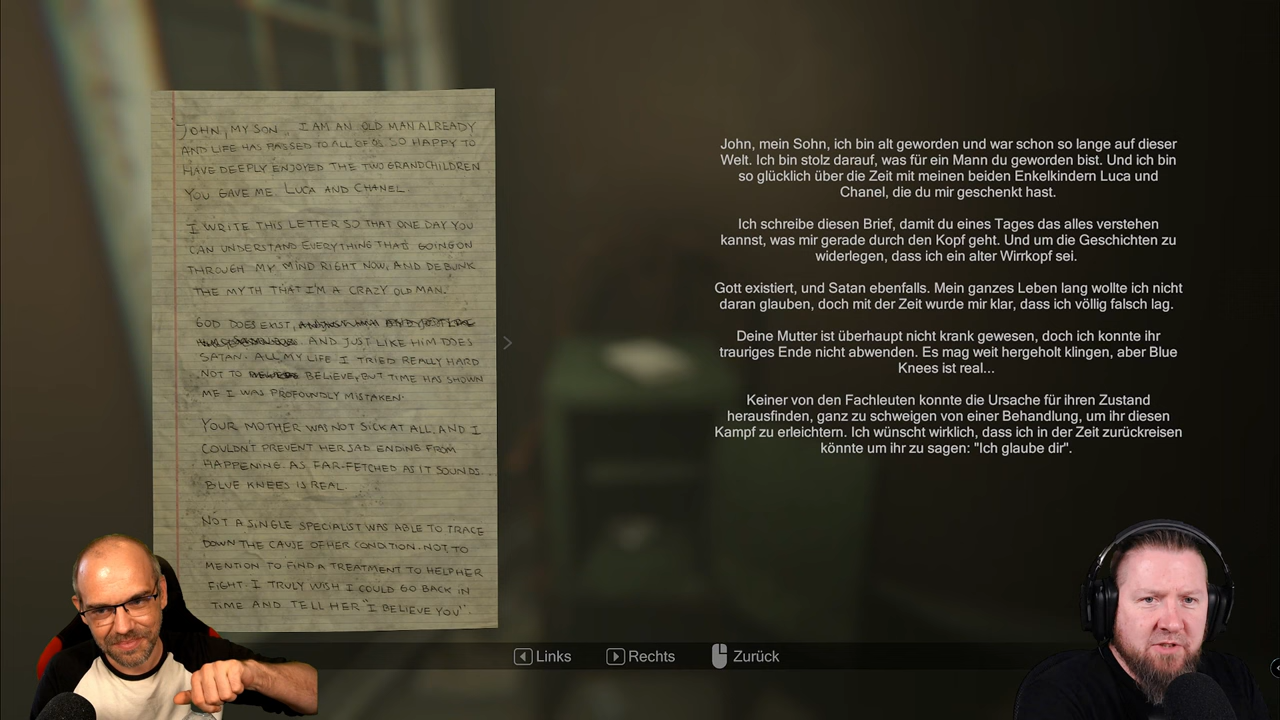 JOHN, MY SON.. I AM AN OLD MAN ALREADY
AND LIFE HAS PASSED TO ALL OF US. SO HAPPY TO
HAVE DEEPLY ENJOYED THE TWO GRANDCHILDREN
YOU GAVE ME. LUCA AND CHANEL.
I WRITE THIS LETTER SO THAT ONE DAY YOU
CAN UNDERSTAND EVERYTHING THAT'S GOING ON
THROUGH MY MIND RIGHT NOW, AND DEBUNK
THE MYTH THAT I'M A CRAZY OLD MAN.
GOD DOES EXIST,
AND JUST LIKE HIM DOES
SATAN. ALL MY LIFE I TRIED REALLY HARD
NOT TO BELIEVE, BUT TIME HAS SHOWN
ME I WAS PROFOUNDLY MISTAKEN.
YOUR MOTHER WAS NOT SICK AT ALL, AND I
COULDN'T PREVENT HER SAD ENDING FROM
HAPPENING. AS FAR-FETCHED AS IT SOUNDS.
BLUE KNEES IS REAL.
NOT A SINGLE SPECIALIST WAS ABLE TO TRACE
DOWN THE CAUSE OF HER CONDITION. NOT TO
MENTION TO FIND A TREATMENT TO HELP HER
FIGHT. I TRULY WISH I COULD GO BACK IN
TIME AND TELL HER "I BELIEVE YOU".
John, mein Sohn, ich bin alt geworden und war schon so lange auf dieser
Welt. Ich bin stolz darauf, was für ein Mann du geworden bist. Und ich bin
so glücklich über die Zeit mit meinen beiden Enkelkindern Luca und
Chanel, die du mir geschenkt hast.
Ich schreibe diesen Brief, damit du eines Tages das alles verstehen
kannst, was mir gerade durch den Kopf geht. Und um die Geschichten zu
widerlegen, dass ich ein alter Wirrkopf sei.
Gott existiert, und Satan ebenfalls. Mein ganzes Leben lang wollte ich nicht
daran glauben, doch mit der Zeit wurde mir klar, dass ich völlig falsch lag.
Deine Mutter ist überhaupt nicht krank gewesen, doch ich konnte ihr
trauriges Ende nicht abwenden. Es mag weit hergeholt klingen, aber Blue
Knees ist real...
Keiner von den Fachleuten konnte die Ursache für ihren Zustand
herausfinden, ganz zu schweigen von einer Behandlung, um ihr diesen
Kampf zu erleichtern. Ich wünscht wirklich, dass ich in der Zeit zurückreisen
könnte um ihr zu sagen: "Ich glaube dir".
Links Rechts Zurück